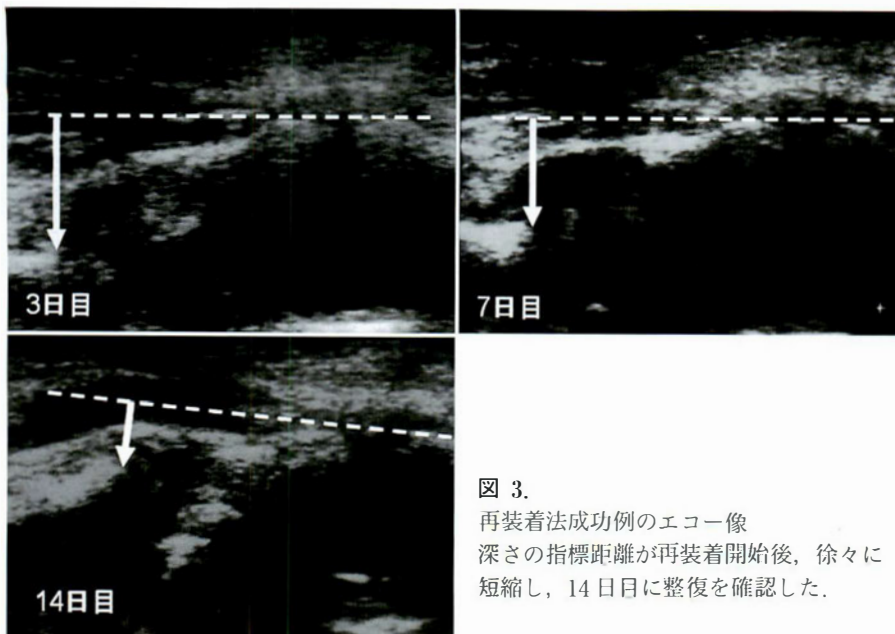 3日目
7日目
14日目
図 3.
再装着法成功例のエコー像
深さの指標距離が再装着開始後，徐々に
短縮し，14日目に整復を確認した．